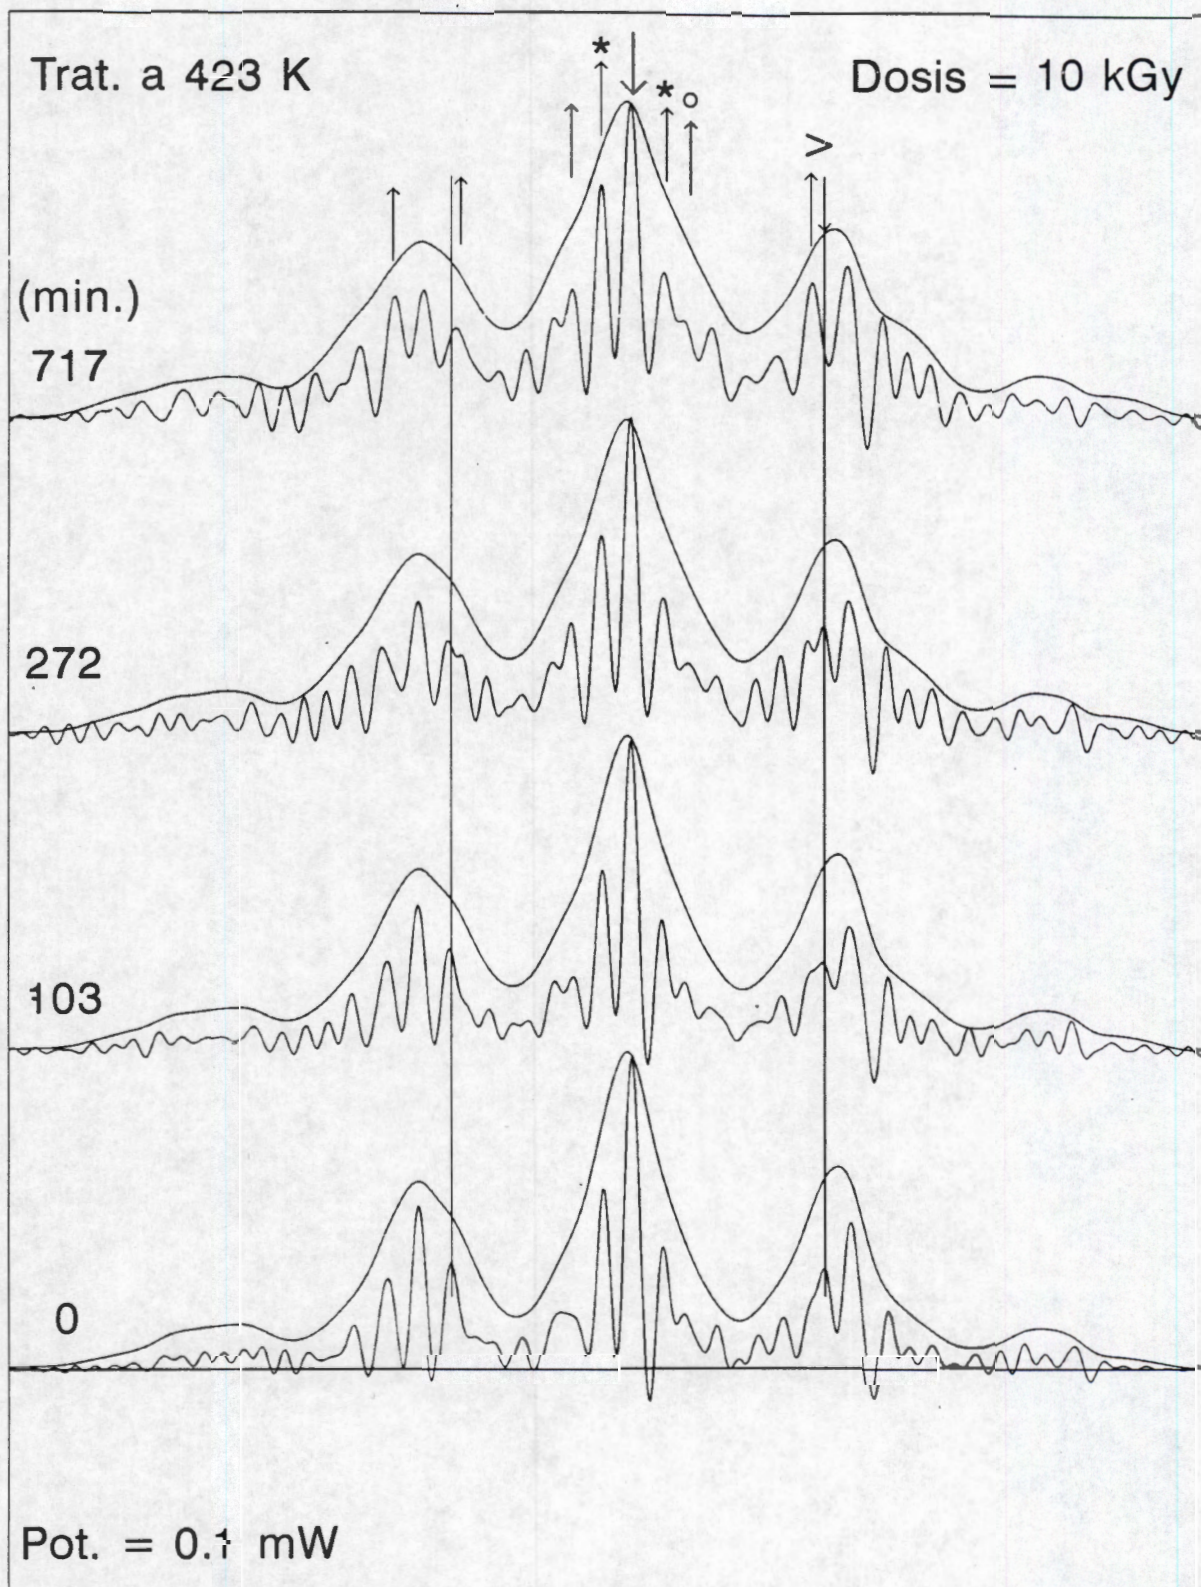 Trat. a 423 K
Dosis = 10 kGy
* * o
>
(min.)
717
272
103
0
Pot. = 0.1 mW